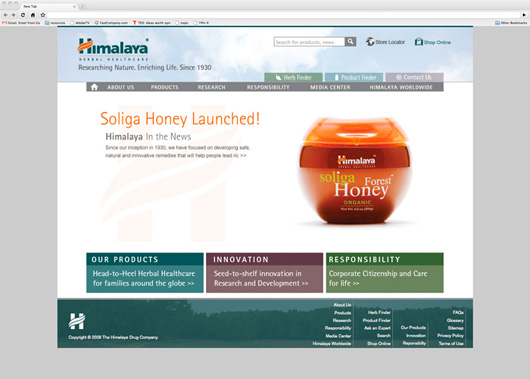 New Tab
Gmail: Email from Go
resources
AdobeTV
FastCompany.com
TED: Ideas worth spre
Other Bookmarks
Himalaya
HERBAL HEALTHCARE
Researching Nature. Enriching Life. Since 1930
Search for products, news
Store Locator
Shop Online
Herb Finder
Product Finder
Contact Us
ABOUT US PRODUCTS RESEARCH RESPONSIBILITY MEDIA CENTER HIMALAYA WORLDWIDE
Soliga Honey Launched!
Himalaya In the News
Since our inception in 1930, we have focused on developing safe,
natural and innovative remedies that will help people lead ric >>
Himalaya
HERBAL HEALTHCARE
soliga Forest
Honey
ORGANIC
OUR PRODUCTS
Head-to-Heel Herbal Healthcare
for families around the globe >>
INNOVATION
Seed-to-shelf innovation in
Research and Development >>
RESPONSIBILITY
Corporate Citizenship and Care
for life >>
Copyright © 2009 The Himalaya Drug Company.
About Us
Products
Research
Responsibility
Media Center
Himalaya Worldwide
Herb Finder
Product Finder
Ask an Expert
Search
Shop Online
Our Products
Innovation
Responsibility
FAQs
Glossary
Sitemap
Privacy Policy
Terms of Use